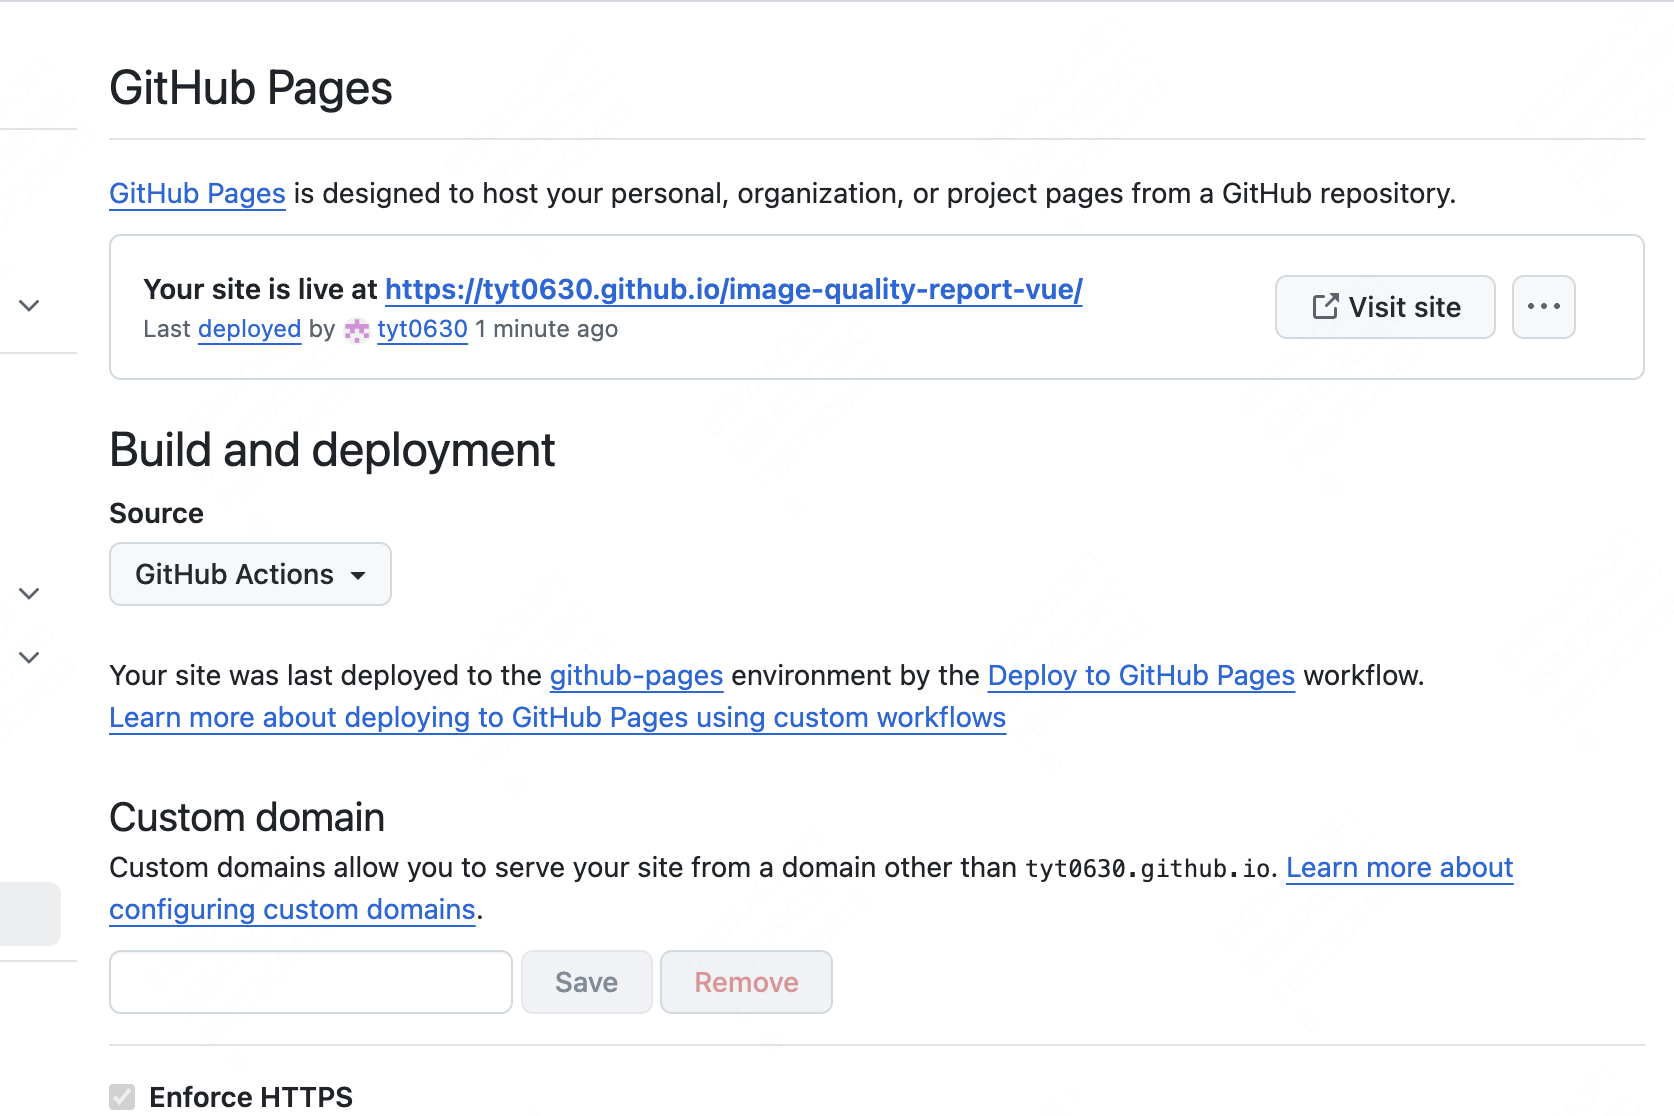 GitHub Pages
GitHub Pages is designed to host your personal, organization, or project pages from a GitHub repository.
Your site is live at https://tyt0630.github.io/image-quality-report-vue/
Visit site
Last deployed by tyt0630 1 minute ago
Build and deployment
Source
GitHub Actions
Your site was last deployed to the github-pages environment by the Deploy to GitHub Pages workflow.
Learn more about deploying to GitHub Pages using custom workflows
Custom domain
Custom domains allow you to serve your site from a domain other than tyt0630.github.io. Learn more about
configuring custom domains.
Save
Remove
Enforce HTTPS